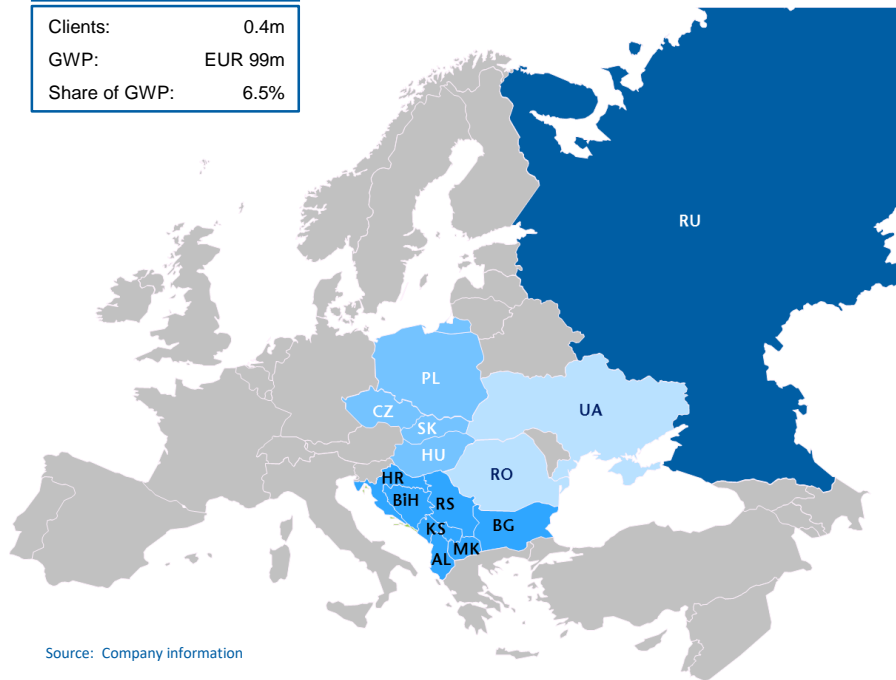 Clients: 0.4m
GWP: EUR 99m
Share of GWP: 6.5%
RU
PL
UA
CZ
SK
HU
RO
HR
BiH
RS
BG
KS
MK
AL
Source: Company information